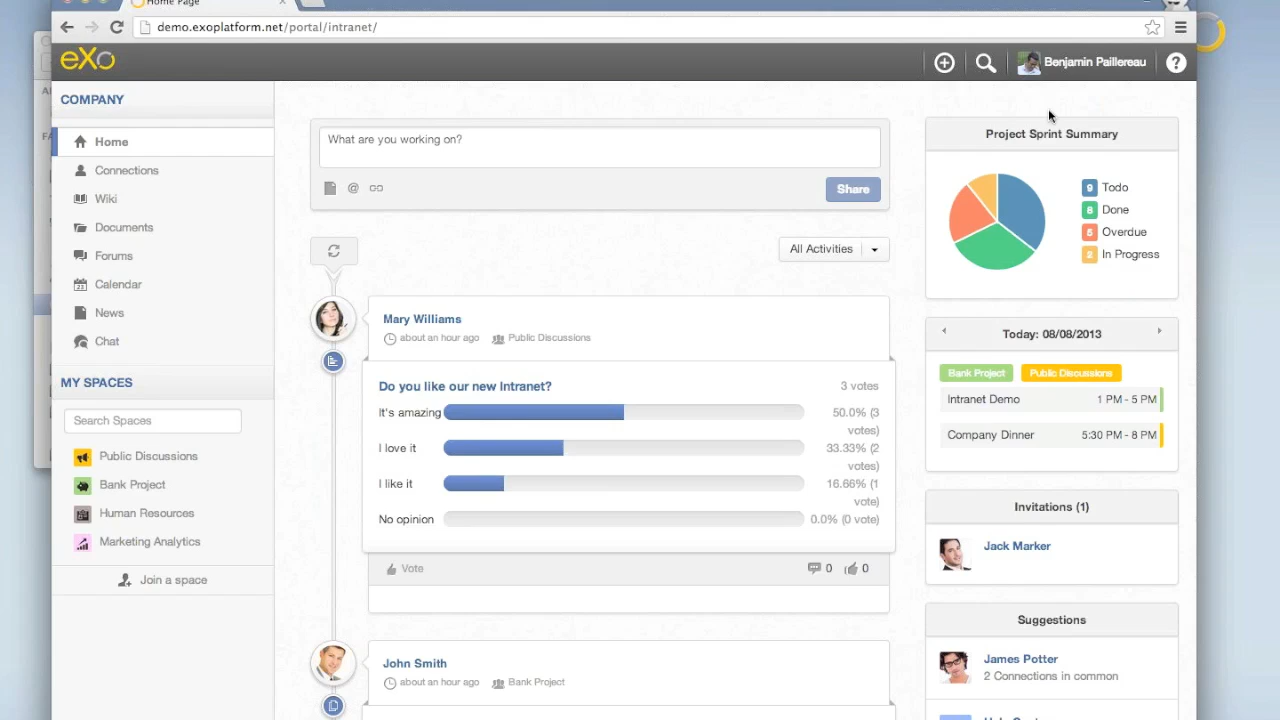 Home Page
demo.exoplatform.net/portal/intranet/
eXo
Benjamin Paillereau
?
COMPANY
Home
Connections
Wiki
Documents
Forums
Calendar
News
Chat
MY SPACES
Search Spaces
Public Discussions
Bank Project
Human Resources
Marketing Analytics
Join a space
What are you working on?
@
Share
All Activities
Mary Williams
about an hour ago Public Discussions
Do you like our new Intranet? 3 votes
It's amazing 50.0% (3
votes)
I love it 33.33% (2
votes)
I like it 16.66% (1
vote)
No opinion 0.0% (0 vote)
Vote 0 0
John Smith
about an hour ago Bank Project
Project Sprint Summary
9 Todo
Done
Overdue
2 In Progress
Today: 08/08/2013
Bank Project Public Discussions
Intranet Demo 1 PM - 5 PM
Company Dinner 5:30 PM - 8 PM
Invitations (1)
Jack Marker
Suggestions
James Potter
2 Connections in common